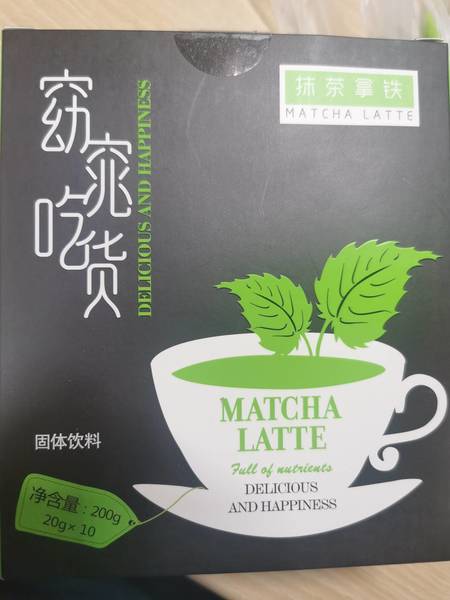 抹茶拿铁
MATCHA LATTE
窈窕吃货
DELICIOUS AND HAPPINESS
MATCHA
LATTE
Full of nutrients
DELICIOUS
AND HAPPINESS
固体饮料
净含量：200g
20g×10